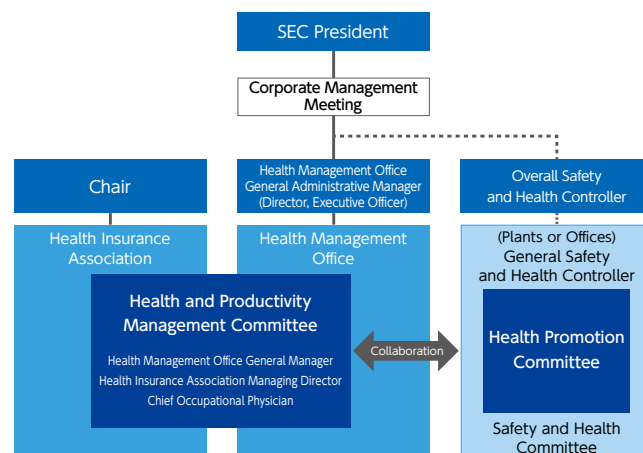 SEC President
Corporate Management
Meeting
Chair
Health Management Office
General Administrative Manager
(Director, Executive Officer)
Overall Safety
and Health Controller
Health Insurance
Association
Health Management
Office
(Plants or Offices)
General Safety
and Health Controller
Health and Productivity
Management Committee
Health Management Office General Manager
Health Insurance Association Managing Director
Chief Occupational Physician
Collaboration
Health Promotion
Committee
Safety and Health
Committee